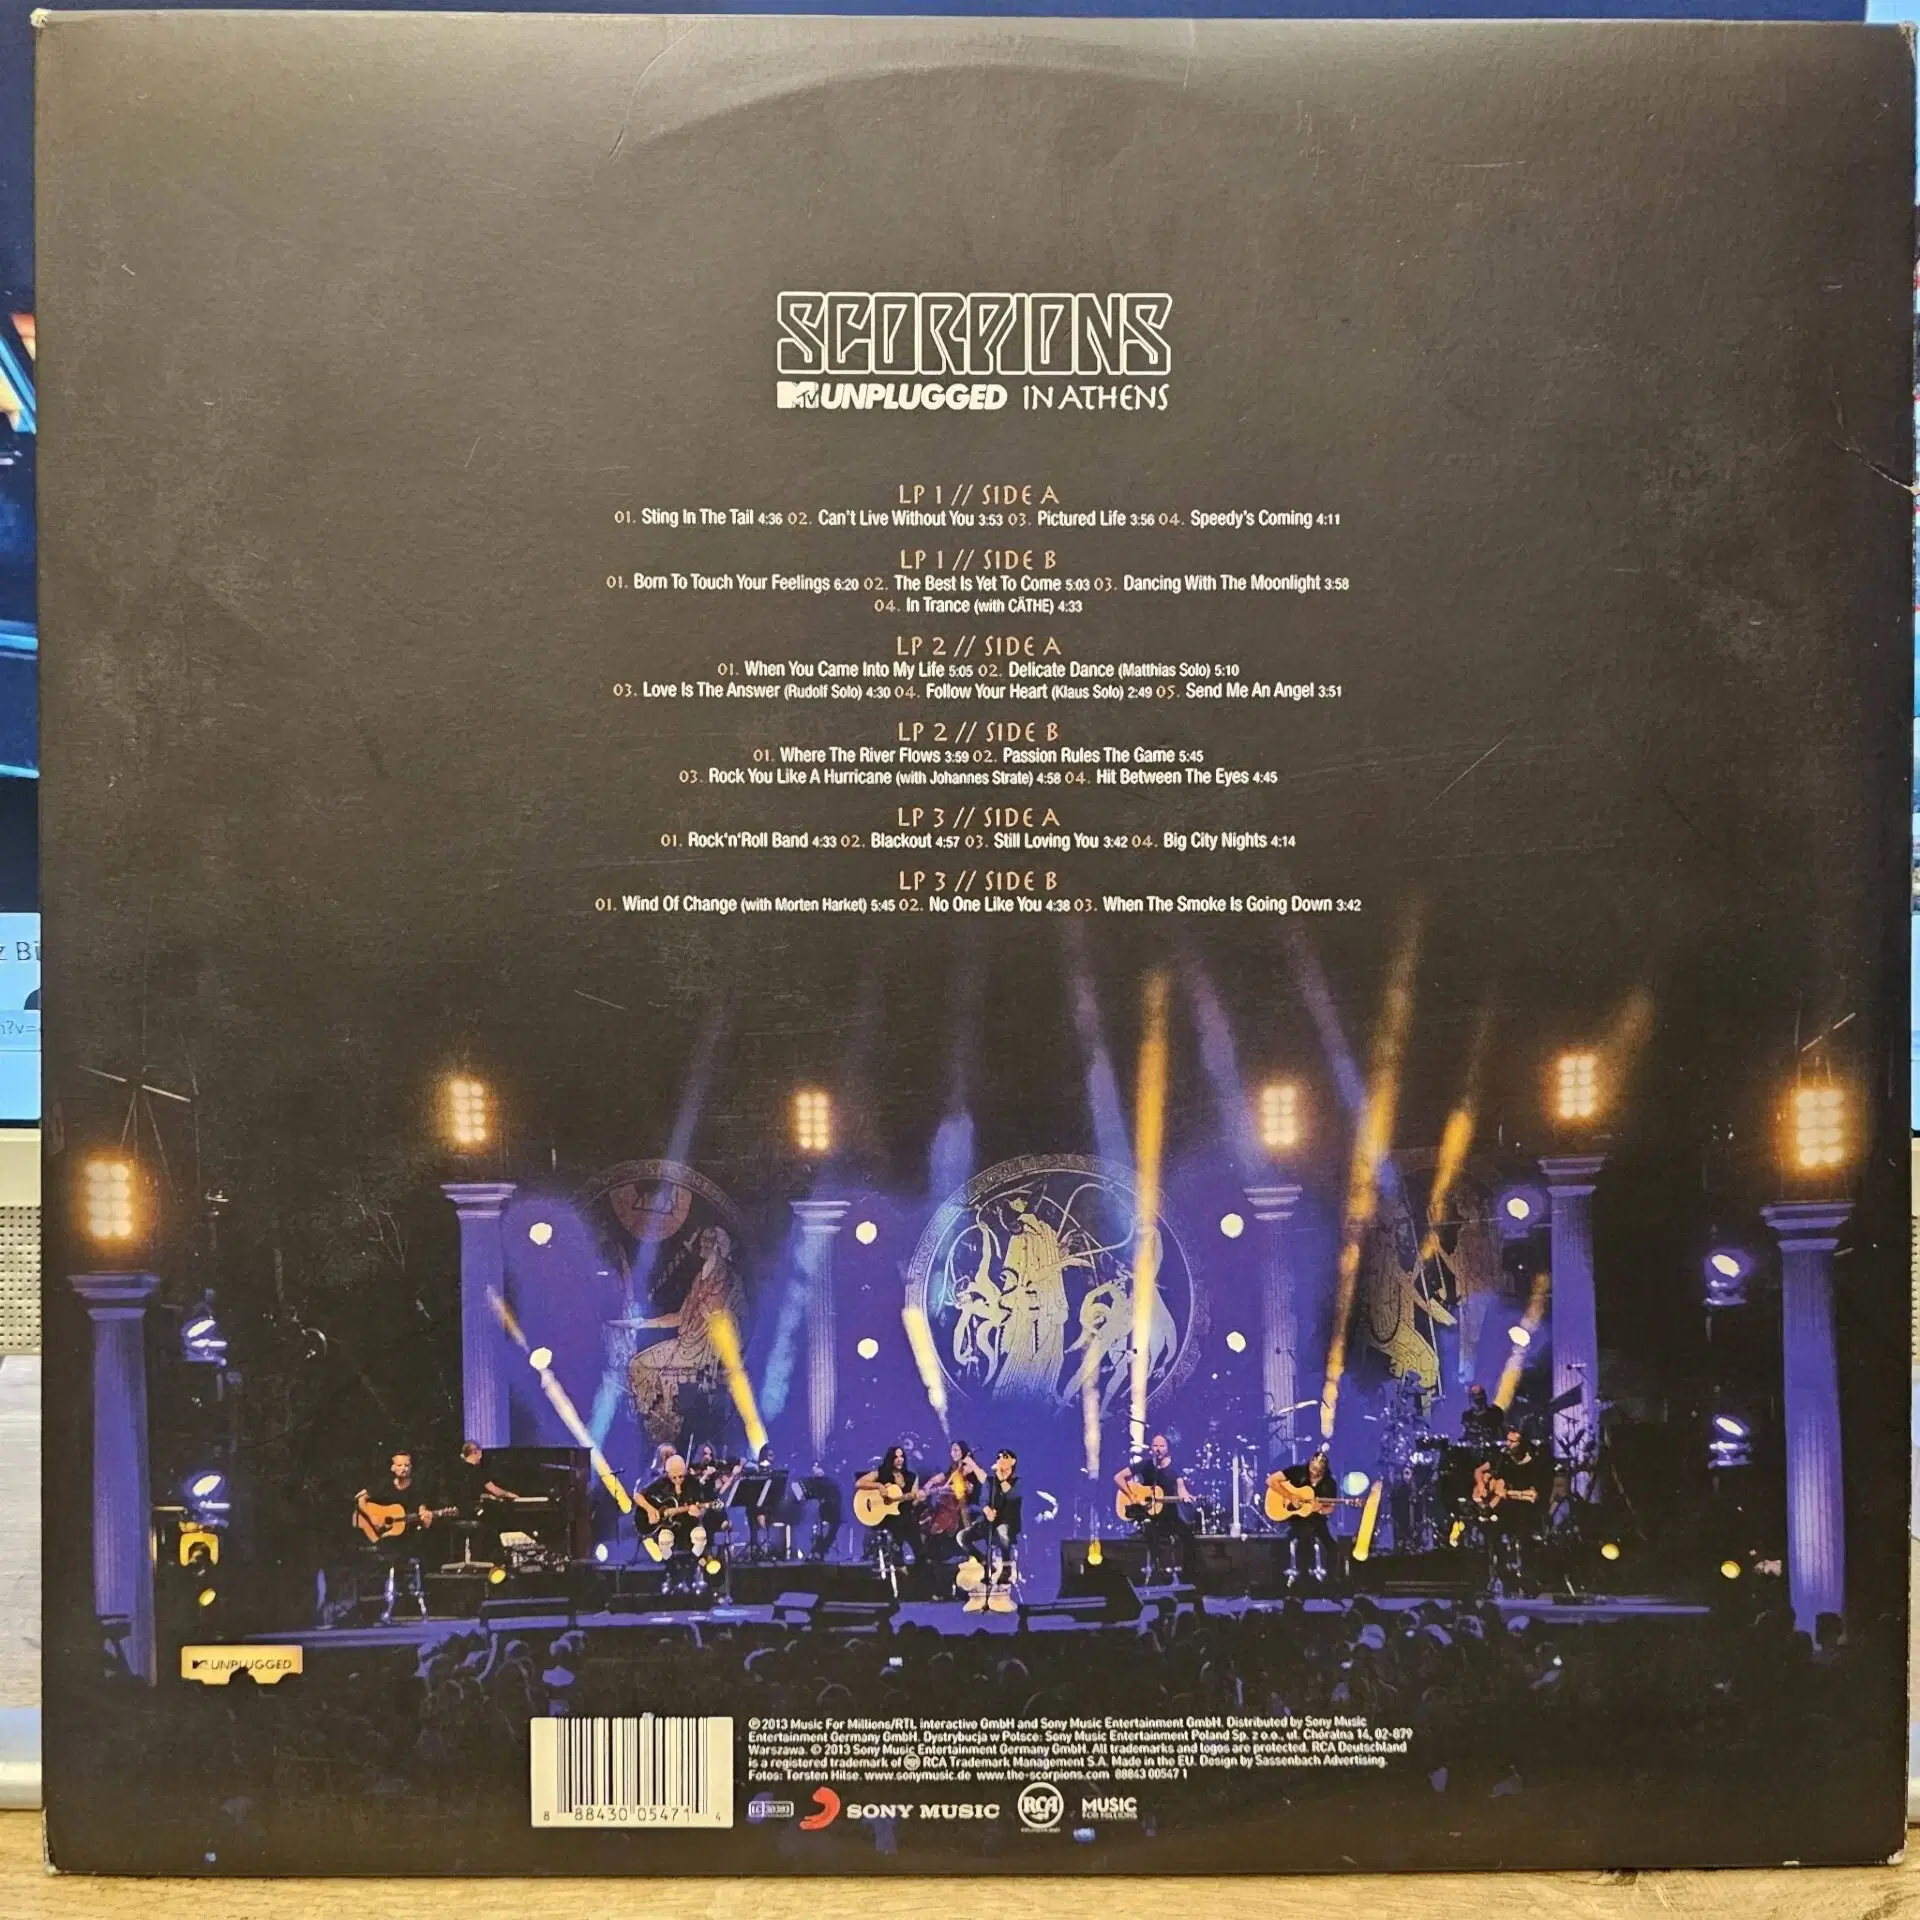 SCORPIONS
MTV UNPLUGGED IN ATHENS
LP 1 // SIDE A
01. Sting In The Tail 4:36 02. Can't Live Without You 3:53 03. Pictured Life 3:56 04. Speedy's Coming 4:11
LP 1 // SIDE B
01. Born To Touch Your Feelings 6:20 02. The Best Is Yet To Come 5:03 03. Dancing With The Moonlight 3:58
04. In Trance (with CÄTHE) 4:33
LP 2 // SIDE A
01. When You Came Into My Life 5:05 02. Delicate Dance (Matthias Solo) 5:10
03. Love Is The Answer (Rudolf Solo) 4:30 04. Follow Your Heart (Klaus Solo) 2:49 05. Send Me An Angel 3:51
LP 2 // SIDE B
01. Where The River Flows 3:59 02. Passion Rules The Game 5:45
03. Rock You Like A Hurricane (with Johannes Strate) 4:58 04. Hit Between The Eyes 4:45
LP 3 // SIDE A
01. Rock'n'Roll Band 4:33 02. Blackout 4:57 03. Still Loving You 3:42 04. Big City Nights 4:14
LP 3 // SIDE B
01. Wind Of Change (with Morten Harket) 5:45 02. No One Like You 4:38 03. When The Smoke Is Going Down 3:42
z Bi
?v=
MTV UNPLUGGED
℗ 2013 Music For Millions/RTL interactive GmbH and Sony Music Entertainment GmbH. Distributed by Sony Music
Entertainment Germany GmbH. Dystrybucja w Polsce: Sony Music Entertainment Poland Sp. z o.o., ul. Chóralna 14, 02-879
Warszawa. © 2013 Sony Music Entertainment Germany GmbH. All trademarks and logos are protected. RCA Deutschland
is a registered trademark of RCA Trademark Management S.A. Made in the EU. Design by Sassenbach Advertising.
Fotos: Torsten Hilse. www.sonymusic.de www.the-scorpions.com 88843 00547 1
8 88430 05471 4
LC 30393
SONY MUSIC
RCA
MUSIC
FOR MILLIONS